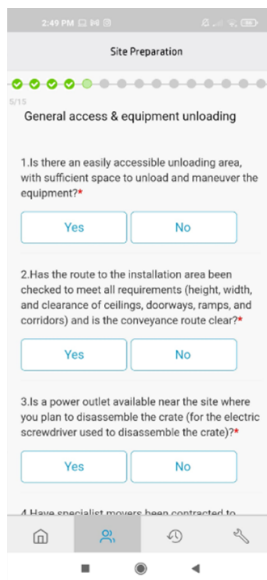 2:49 PM
Site Preparation
5/15
General access & equipment unloading
1.Is there an easily accessible unloading area,
with sufficient space to unload and maneuver the
equipment?*
Yes No
2.Has the route to the installation area been
checked to meet all requirements (height, width,
and clearance of ceilings, doorways, ramps, and
corridors) and is the conveyance route clear?*
Yes No
3.Is a power outlet available near the site where
you plan to disassemble the crate (for the electric
screwdriver used to disassemble the crate)?*
Yes No
4.Have specialist movers been contacted to